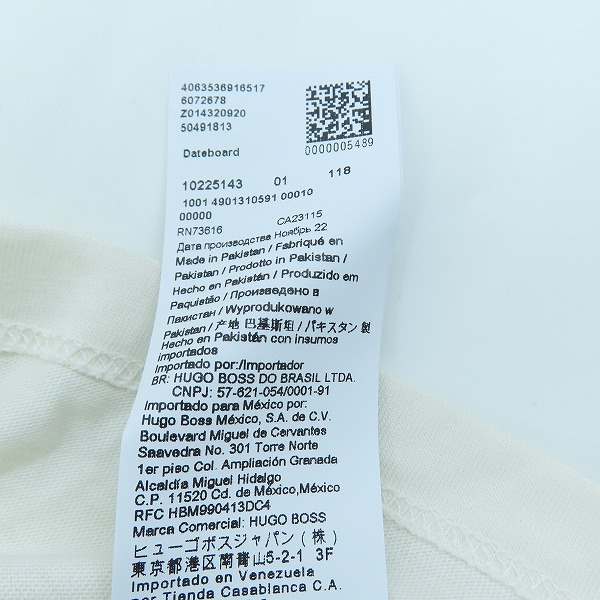 4063536916517
6072678
Z014320920
50491813
0000005489
Dateboard
10225143 01 118
1001 4901310591 00010
00000
RN73616 CA23115
Дата производства Ноябрь 22
Made in Pakistan / Fabriqué en
Pakistan / Prodotto in Pakistan /
Hecho en Pakistán / Produzido em
Paquistão / Произведено в
Пакистан / Wyprodukowano w
Pakistan / 产地 巴基斯坦 / パキスタン 製
Hecho en Pakistán con insumos
importados
Importado por:/Importador
BR: HUGO BOSS DO BRASIL LTDA.
CNPJ: 57-621-054/0001-91
Importado para México por:
Hugo Boss México, S.A. de C.V.
Boulevard Miguel de Cervantes
Saavedra No. 301 Torre Norte
1er piso Col. Ampliación Granada
Alcaldía Miguel Hidalgo
C.P. 11520 Cd. de México,México
RFC HBM990413DC4
Marca Comercial: HUGO BOSS
ヒューゴボスジャパン(株)
東京都港区南青山5-2-1 3F
Importado en Venezuela
por Tienda Casablanca C.A.